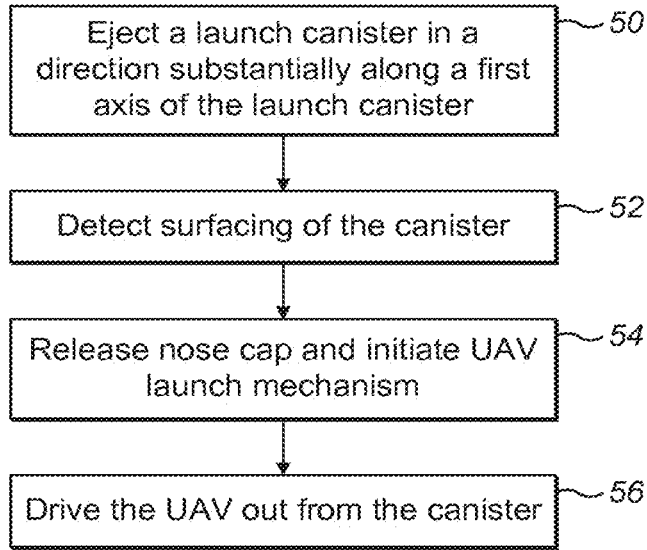 Eject a launch canister in a
direction substantially along a first
axis of the launch canister
50
Detect surfacing of the canister
52
Release nose cap and initiate UAV
launch mechanism
54
Drive the UAV out from the canister
56